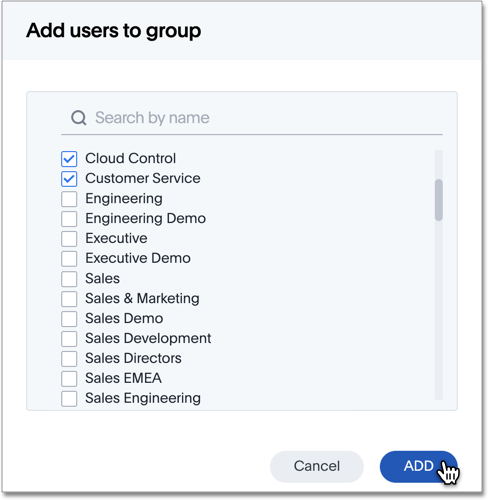 Add users to group
Search by name
Cloud Control
Customer Service
Engineering
Engineering Demo
Executive
Executive Demo
Sales
Sales & Marketing
Sales Demo
Sales Development
Sales Directors
Sales EMEA
Sales Engineering
Cancel
ADD